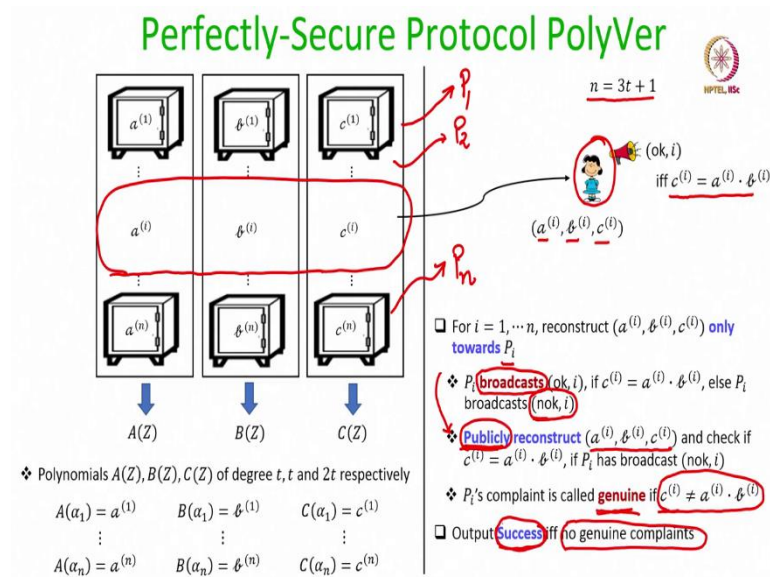 Perfectly-Secure Protocol PolyVer
NPTEL, IISc
a⁽¹⁾ 𝒷⁽¹⁾ c⁽¹⁾
P₁
P₂
⋮ ⋮ ⋮
a⁽ⁱ⁾ 𝒷⁽ⁱ⁾ c⁽ⁱ⁾
⋮ ⋮ ⋮
Pₙ
a⁽ⁿ⁾ 𝒷⁽ⁿ⁾ c⁽ⁿ⁾
A(Z) B(Z) C(Z)
❖ Polynomials A(Z), B(Z), C(Z) of degree t, t and 2t respectively
A(α₁) = a⁽¹⁾ B(α₁) = 𝒷⁽¹⁾ C(α₁) = c⁽¹⁾
⋮ ⋮ ⋮
A(αₙ) = a⁽ⁿ⁾ B(αₙ) = 𝒷⁽ⁿ⁾ C(αₙ) = c⁽ⁿ⁾
n = 3t + 1
(ok, i)
iff c⁽ⁱ⁾ = a⁽ⁱ⁾ · 𝒷⁽ⁱ⁾
(a⁽ⁱ⁾, 𝒷⁽ⁱ⁾, c⁽ⁱ⁾)
❑ For i = 1, ⋯ n, reconstruct (a⁽ⁱ⁾, 𝒷⁽ⁱ⁾, c⁽ⁱ⁾) only
towards Pᵢ
❖ Pᵢ broadcasts (ok, i), if c⁽ⁱ⁾ = a⁽ⁱ⁾ · 𝒷⁽ⁱ⁾, else Pᵢ
broadcasts (nok, i)
❖ Publicly reconstruct (a⁽ⁱ⁾, 𝒷⁽ⁱ⁾, c⁽ⁱ⁾) and check if
c⁽ⁱ⁾ = a⁽ⁱ⁾ · 𝒷⁽ⁱ⁾, if Pᵢ has broadcast (nok, i)
❖ Pᵢ's complaint is called genuine if c⁽ⁱ⁾ ≠ a⁽ⁱ⁾ · 𝒷⁽ⁱ⁾
❑ Output Success iff no genuine complaints